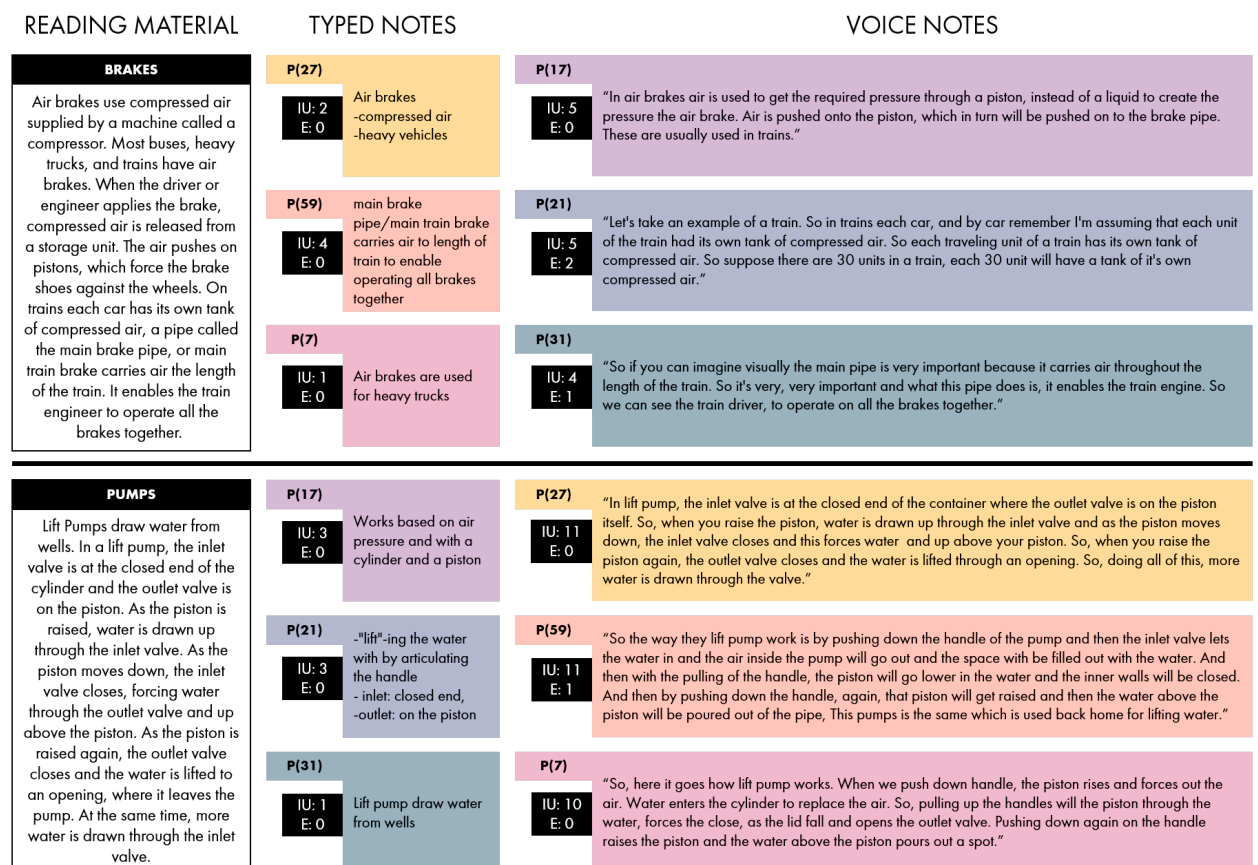 READING MATERIAL
TYPED NOTES
VOICE NOTES
BRAKES
Air brakes use compressed air
supplied by a machine called a
compressor. Most buses, heavy
trucks, and trains have air
brakes. When the driver or
engineer applies the brake,
compressed air is released from
a storage unit. The air pushes on
pistons, which force the brake
shoes against the wheels. On
trains each car has its own tank
of compressed air, a pipe called
the main brake pipe, or main
train brake carries air the length
of the train. It enables the train
engineer to operate all the
brakes together.
P(27)
IU: 2
E: 0
Air brakes
-compressed air
-heavy vehicles
P(17)
IU: 5
E: 0
“In air brakes air is used to get the required pressure through a piston, instead of a liquid to create the
pressure the air brake. Air is pushed onto the piston, which in turn will be pushed on to the brake pipe.
These are usually used in trains.”
P(59)
IU: 4
E: 0
main brake
pipe/main train brake
carries air to length of
train to enable
operating all brakes
together
P(21)
IU: 5
E: 2
“Let's take an example of a train. So in trains each car, and by car remember I'm assuming that each unit
of the train had its own tank of compressed air. So each traveling unit of a train has its own tank of
compressed air. So suppose there are 30 units in a train, each 30 unit will have a tank of it's own
compressed air.”
P(7)
IU: 1
E: 0
Air brakes are used
for heavy trucks
P(31)
IU: 4
E: 1
“So if you can imagine visually the main pipe is very important because it carries air throughout the
length of the train. So it's very, very important and what this pipe does is, it enables the train engine. So
we can see the train driver, to operate on all the brakes together.”
PUMPS
Lift Pumps draw water from
wells. In a lift pump, the inlet
valve is at the closed end of the
cylinder and the outlet valve is
on the piston. As the piston is
raised, water is drawn up
through the inlet valve. As the
piston moves down, the inlet
valve closes, forcing water
through the outlet valve and up
above the piston. As the piston is
raised again, the outlet valve
closes and the water is lifted to
an opening, where it leaves the
pump. At the same time, more
water is drawn through the inlet
valve.
P(17)
IU: 3
E: 0
Works based on air
pressure and with a
cylinder and a piston
P(27)
IU: 11
E: 0
“In lift pump, the inlet valve is at the closed end of the container where the outlet valve is on the piston
itself. So, when you raise the piston, water is drawn up through the inlet valve and as the piston moves
down, the inlet valve closes and this forces water and up above your piston. So, when you raise the
piston again, the outlet valve closes and the water is lifted through an opening. So, doing all of this, more
water is drawn through the valve.”
P(21)
IU: 3
E: 0
-"lift"-ing the water
with by articulating
the handle
- inlet: closed end,
-outlet: on the piston
P(59)
IU: 11
E: 1
“So the way they lift pump work is by pushing down the handle of the pump and then the inlet valve lets
the water in and the air inside the pump will go out and the space with be filled out with the water. And
then with the pulling of the handle, the piston will go lower in the water and the inner walls will be closed.
And then by pushing down the handle, again, that piston will get raised and then the water above the
piston will be poured out of the pipe, This pumps is the same which is used back home for lifting water.”
P(31)
IU: 1
E: 0
Lift pump draw water
from wells
P(7)
IU: 10
E: 0
“So, here it goes how lift pump works. When we push down handle, the piston rises and forces out the
air. Water enters the cylinder to replace the air. So, pulling up the handles will the piston through the
water, forces the close, as the lid fall and opens the outlet valve. Pushing down again on the handle
raises the piston and the water above the piston pours out a spot.”